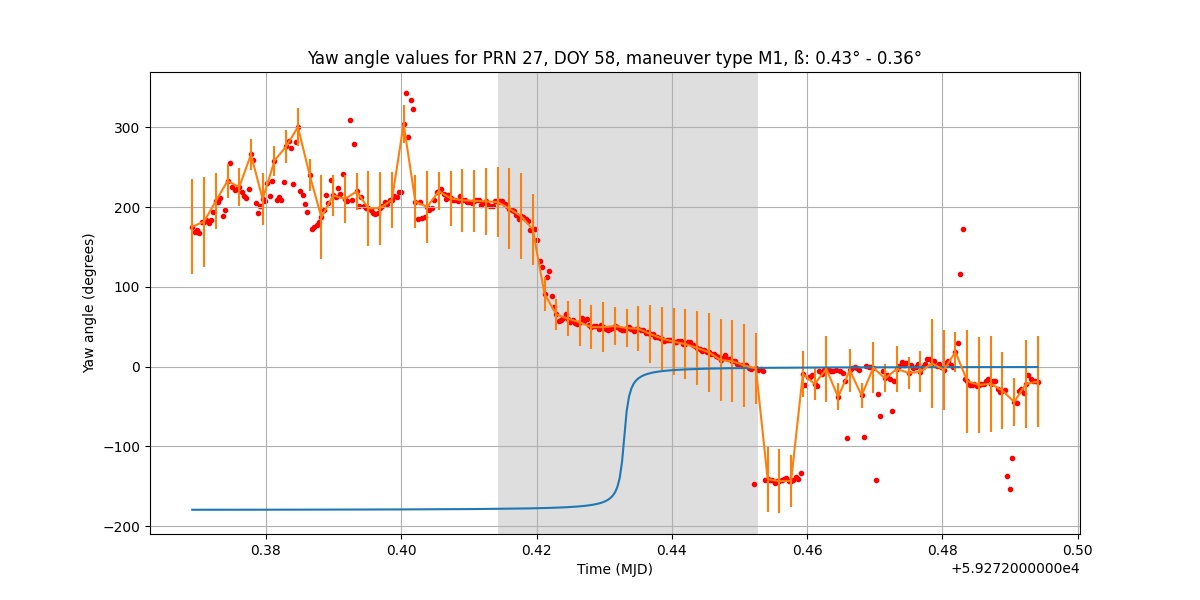 Yaw angle values for PRN 27, DOY 58, maneuver type M1, ß: 0.43° - 0.36°
Yaw angle (degrees)
300
200
100
0
−100
−200
0.38 0.40 0.42 0.44 0.46 0.48 0.50
Time (MJD)
+5.9272000000e4